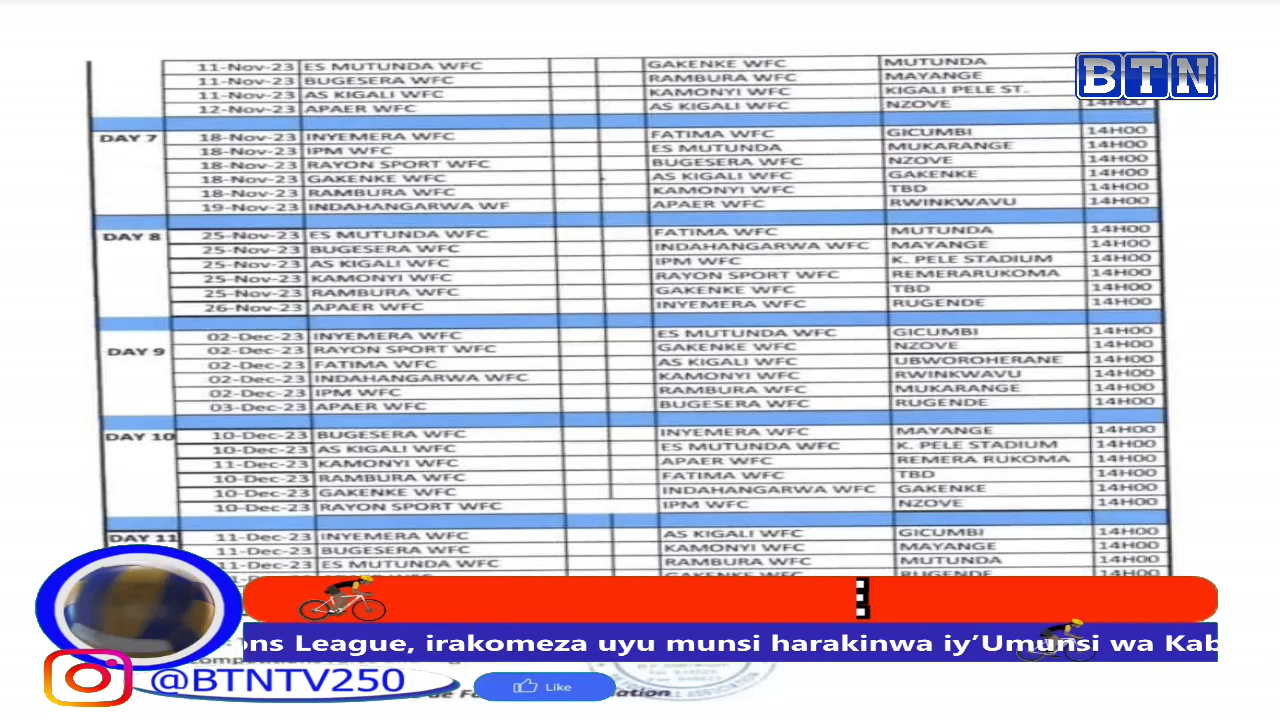 11-Nov-23 ES MUTUNDA WFC GAKENKE WFC MUTUNDA
11-Nov-23 BUGESERA WFC RAMBURA WFC MAYANGE
11-Nov-23 AS KIGALI WFC KAMONYI WFC KIGALI PELE ST.
12-Nov-23 APAER WFC AS KIGALI WFC NZOVE 14H00
BTN
DAY 7 18-Nov-23 INYEMERA WFC FATIMA WFC GICUMBI 14H00
18-Nov-23 IPM WFC ES MUTUNDA MUKARANGE 14H00
18-Nov-23 RAYON SPORT WFC BUGESERA WFC NZOVE 14H00
18-Nov-23 GAKENKE WFC AS KIGALI WFC GAKENKE 14H00
18-Nov-23 RAMBURA WFC KAMONYI WFC TBD 14H00
19-Nov-23 INDAHANGARWA WF APAER WFC RWINKWAVU 14H00
DAY 8 25-Nov-23 ES MUTUNDA WFC FATIMA WFC MUTUNDA 14H00
25-Nov-23 BUGESERA WFC INDAHANGARWA WFC MAYANGE 14H00
25-Nov-23 AS KIGALI WFC IPM WFC K. PELE STADIUM 14H00
25-Nov-23 KAMONYI WFC RAYON SPORT WFC REMERARUKOMA 14H00
25-Nov-23 RAMBURA WFC GAKENKE WFC TBD 14H00
26-Nov-23 APAER WFC INYEMERA WFC RUGENDE 14H00
02-Dec-23 INYEMERA WFC ES MUTUNDA WFC GICUMBI 14H00
DAY 9 02-Dec-23 RAYON SPORT WFC GAKENKE WFC NZOVE 14H00
02-Dec-23 FATIMA WFC AS KIGALI WFC UBWOROHERANE 14H00
02-Dec-23 INDAHANGARWA WFC KAMONYI WFC RWINKWAVU 14H00
02-Dec-23 IPM WFC RAMBURA WFC MUKARANGE 14H00
03-Dec-23 APAER WFC BUGESERA WFC RUGENDE 14H00
DAY 10 10-Dec-23 BUGESERA WFC INYEMERA WFC MAYANGE 14H00
10-Dec-23 AS KIGALI WFC ES MUTUNDA WFC K. PELE STADIUM 14H00
11-Dec-23 KAMONYI WFC APAER WFC REMERA RUKOMA 14H00
10-Dec-23 RAMBURA WFC FATIMA WFC TBD 14H00
10-Dec-23 GAKENKE WFC INDAHANGARWA WFC GAKENKE 14H00
10-Dec-23 RAYON SPORT WFC IPM WFC NZOVE 14H00
DAY 11 11-Dec-23 INYEMERA WFC AS KIGALI WFC GICUMBI 14H00
11-Dec-23 BUGESERA WFC KAMONYI WFC MAYANGE 14H00
11-Dec-23 ES MUTUNDA WFC RAMBURA WFC MUTUNDA 14H00
GAKENKE WFC RUGENDE 14H00
ons League, irakomeza uyu munsi harakinwa iy'Umunsi wa Kab
@BTNTV250
Like